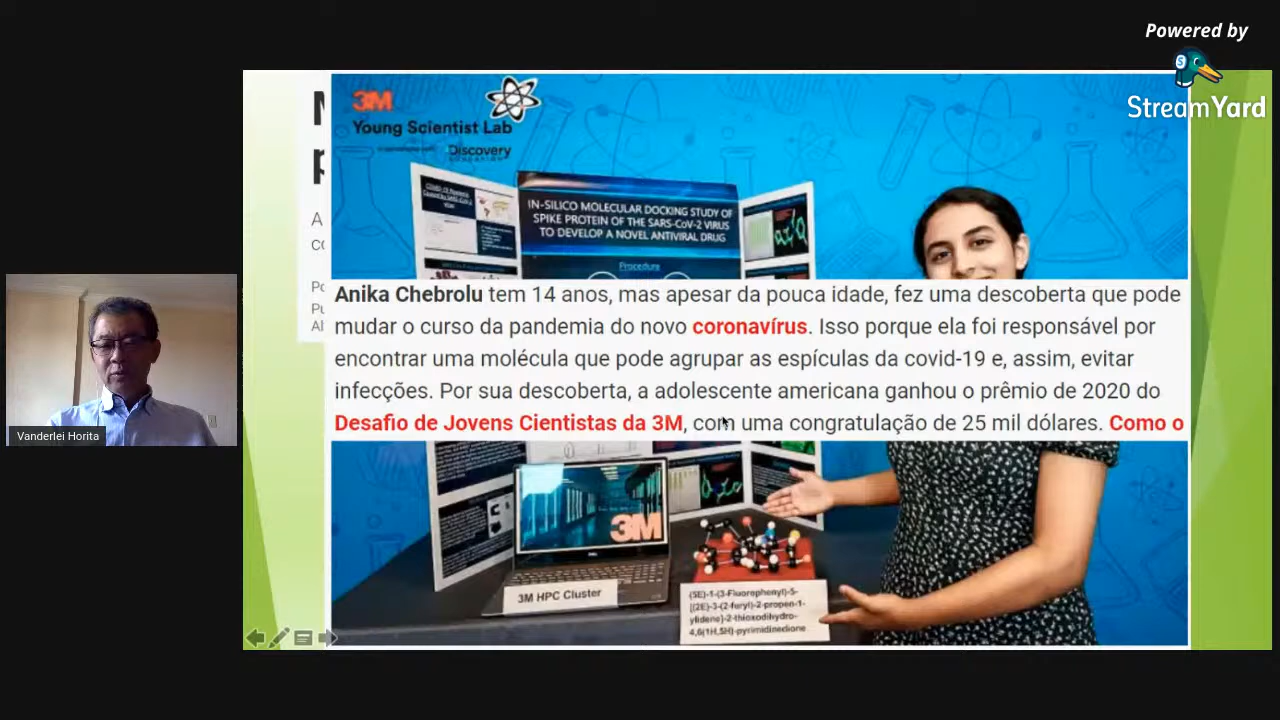 Powered by
StreamYard
3M
Young Scientist Lab
Discovery
IN-SILICO MOLECULAR DOCKING STUDY OF
SPIKE PROTEIN OF THE SARS-CoV-2 VIRUS
TO DEVELOP A NOVEL ANTIVIRAL DRUG
Procedure
Anika Chebrolu tem 14 anos, mas apesar da pouca idade, fez uma descoberta que pode
mudar o curso da pandemia do novo coronavírus. Isso porque ela foi responsável por
encontrar uma molécula que pode agrupar as espículas da covid-19 e, assim, evitar
infecções. Por sua descoberta, a adolescente americana ganhou o prêmio de 2020 do
Desafio de Jovens Cientistas da 3M, com uma congratulação de 25 mil dólares. Como o
Vanderlei Horita
3M
3M HPC Cluster
(5E)-1-(3-Fluorophenyl)-5-
[(2E)-3-(2-furyl)-2-propen-1-
ylidene]-2-thioxodihydro-
4,6(1H,5H)-pyrimidinedione